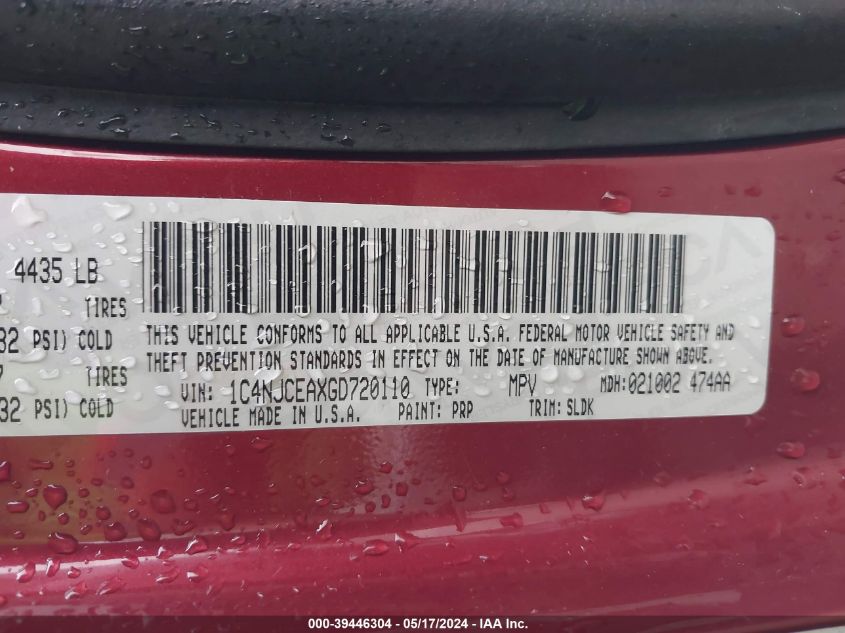 4435 LB
TIRES
32 PSI) COLD
TIRES
32 PSI) COLD
THIS VEHICLE CONFORMS TO ALL APPLICABLE U.S.A. FEDERAL MOTOR VEHICLE SAFETY AND
THEFT PREVENTION STANDARDS IN EFFECT ON THE DATE OF MANUFACTURE SHOWN ABOVE.
VIN: 1C4NJCEAXGD720110 TYPE: MPV MDH:021002 474AA
VEHICLE MADE IN U.S.A. PAINT: PRP TRIM: SLDK
000-39446304 - 05/17/2024 - IAA Inc.